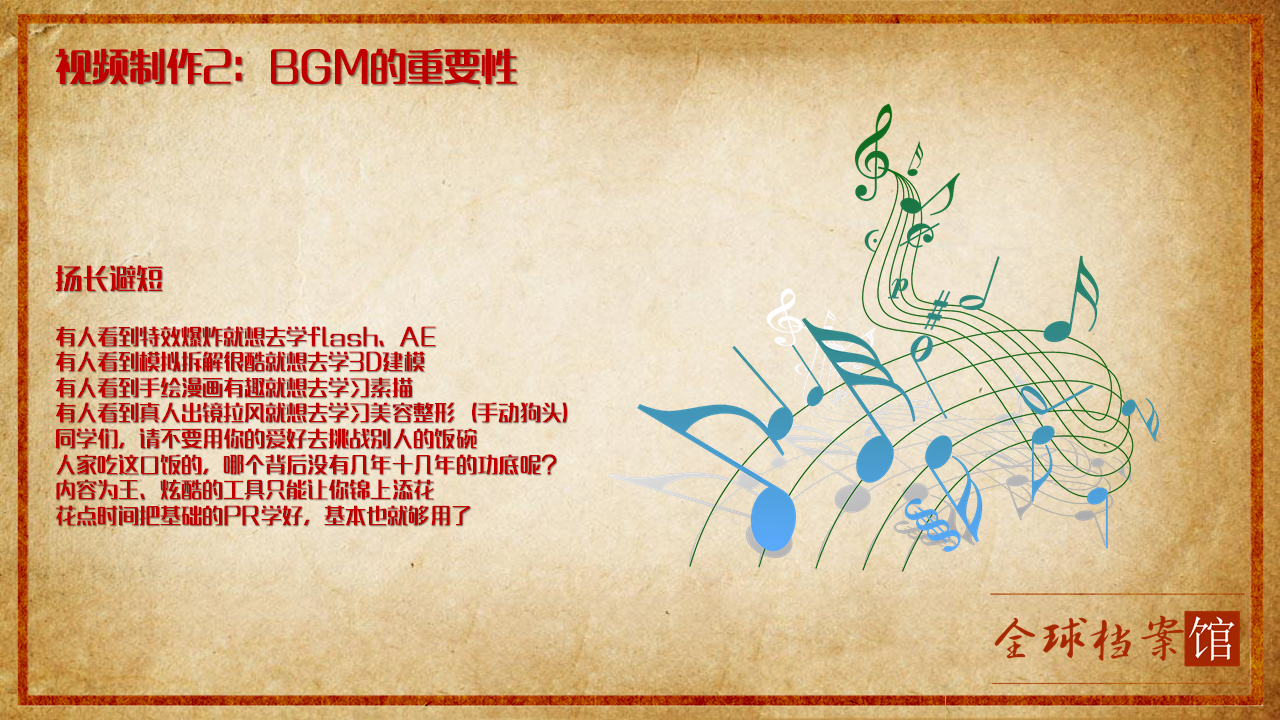 视频制作2：BGM的重要性
扬长避短
有人看到特效爆炸就想去学flash、AE
有人看到模拟拆解很酷就想去学3D建模
有人看到手绘漫画有趣就想去学习素描
有人看到真人出镜拉风就想去学习美容整形（手动狗头）
同学们，请不要用你的爱好去挑战别人的饭碗
人家吃这口饭的，哪个背后没有几年十几年的功底呢？
内容为王、炫酷的工具只能让你锦上添花
花点时间把基础的PR学好，基本也就够用了
全球档案馆